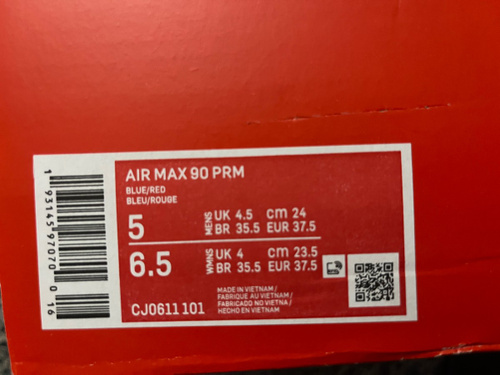 AIR MAX 90 PRM
BLUE/RED
BLEU/ROUGE
5 MENS UK 4.5 cm 24
BR 35.5 EUR 37.5
6.5 WMNS UK 4 cm 23.5
BR 35.5 EUR 37.5
CJ0611 101
MADE IN VIETNAM /
FABRIQUE AU VIETNAM /
FABRICADO NO VIETNA /
HECHO EN VIETNAM
1 93145 97070 0 16